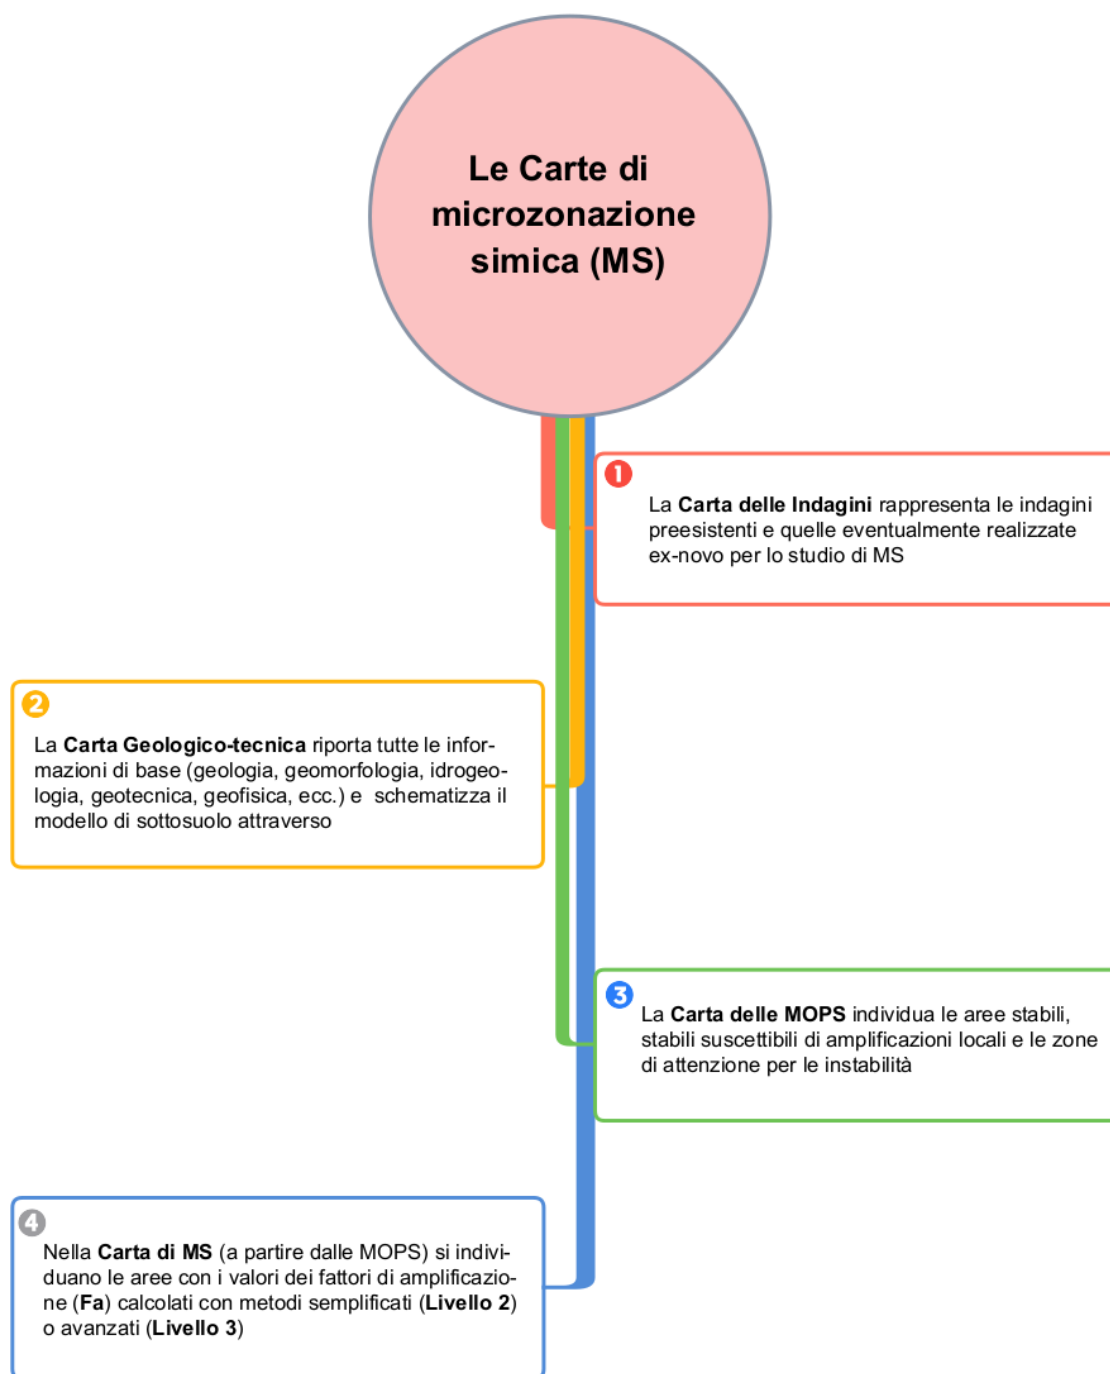 Le Carte di
microzonazione
simica (MS)
1
La Carta delle Indagini rappresenta le indagini
preesistenti e quelle eventualmente realizzate
ex-novo per lo studio di MS
2
La Carta Geologico-tecnica riporta tutte le infor-
mazioni di base (geologia, geomorfologia, idrogeo-
logia, geotecnica, geofisica, ecc.) e  schematizza il
modello di sottosuolo attraverso
3
La Carta delle MOPS individua le aree stabili,
stabili suscettibili di amplificazioni locali e le zone
di attenzione per le instabilità
4
Nella Carta di MS (a partire dalle MOPS) si indivi-
duano le aree con i valori dei fattori di amplificazio-
ne (Fa) calcolati con metodi semplificati (Livello 2)
o avanzati (Livello 3)